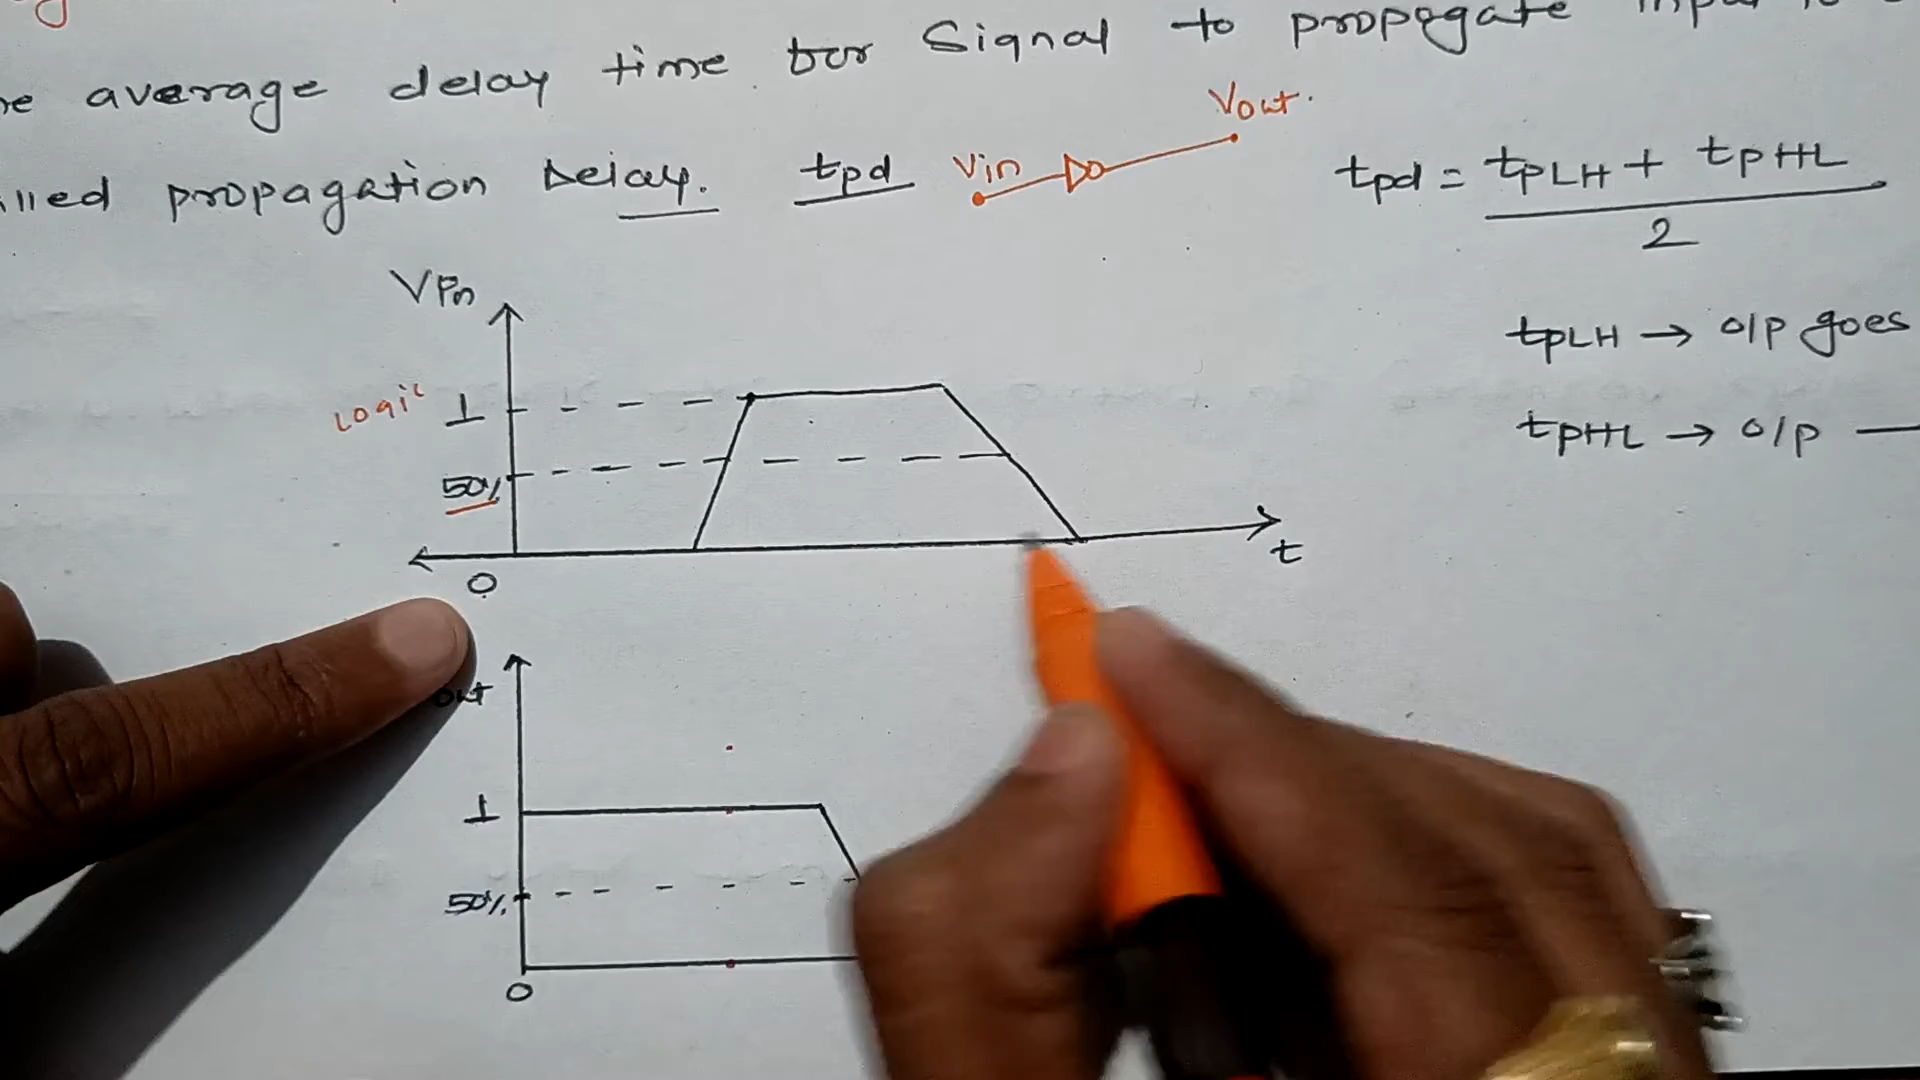 average delay time for Signal to propagate
propagation Delay. tpd Vin Vout.
tpd = tpLH + tpHL
2
Vin
Logic 1
50%
0
t
tpLH → o/p goes
tpHL → o/p —
out
1
50%
0